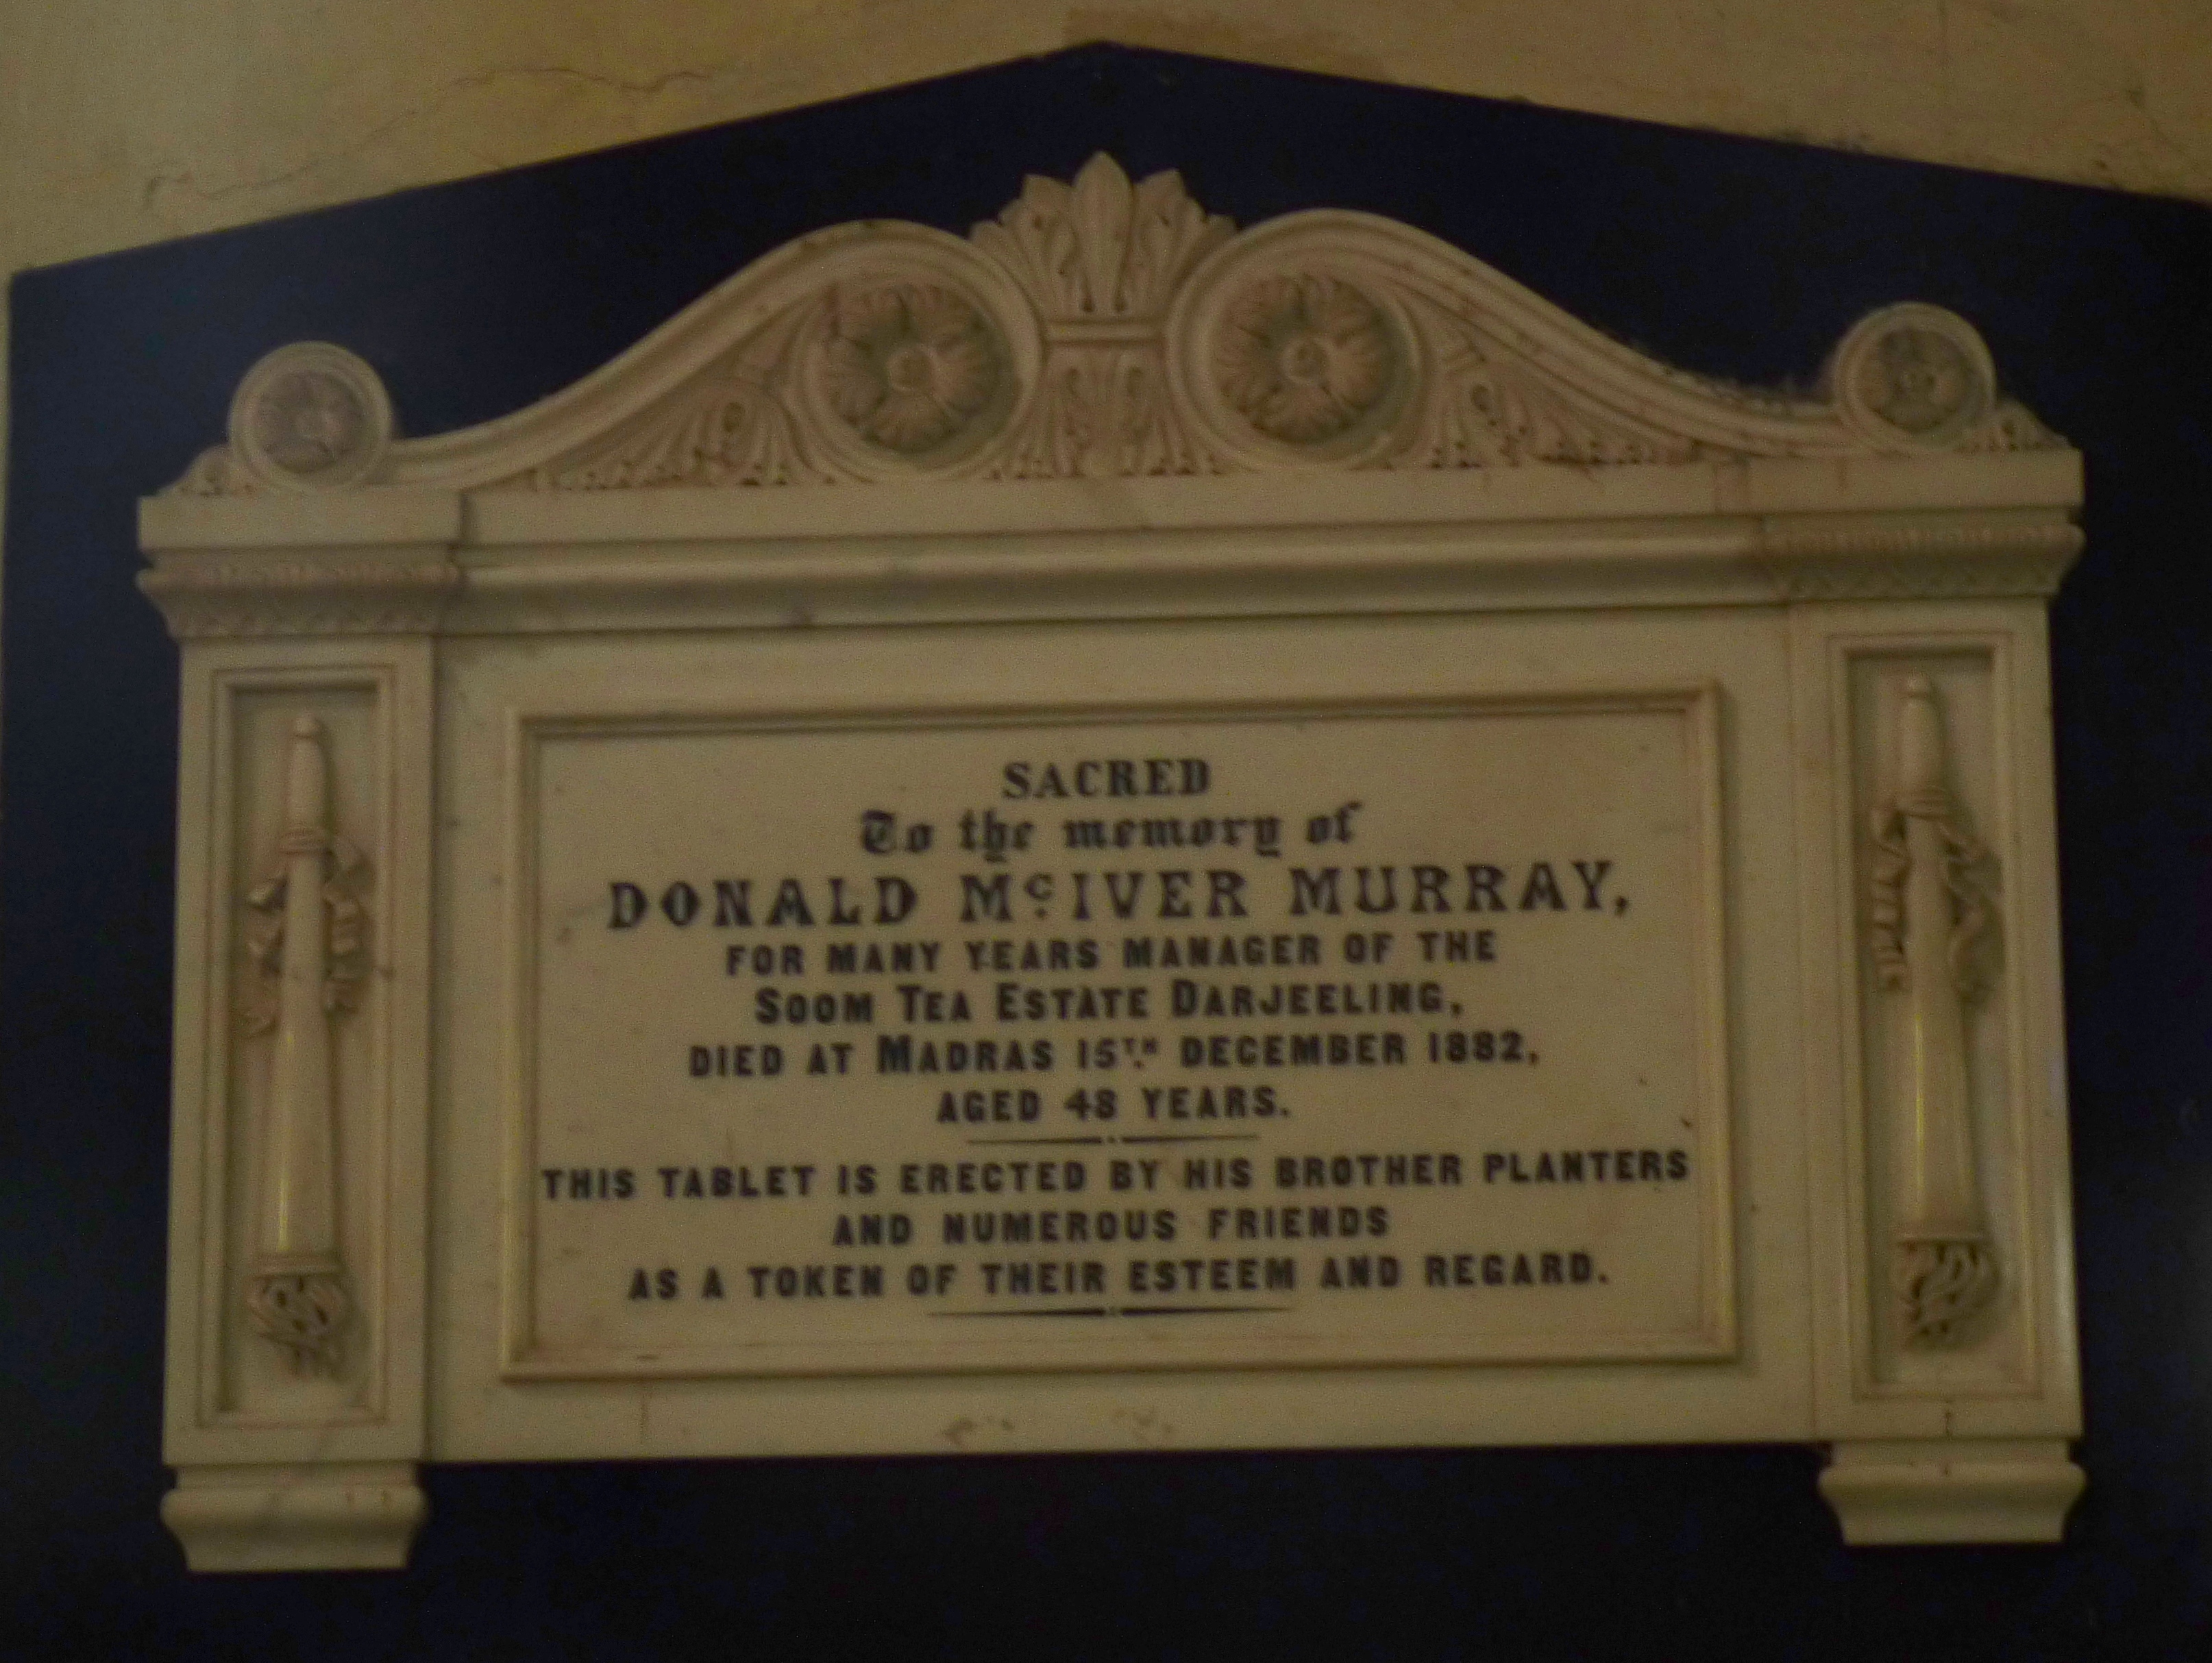 SACRED
To the memory of
DONALD McIVER MURRAY,
FOR MANY YEARS MANAGER OF THE
SOOM TEA ESTATE DARJEELING,
DIED AT MADRAS 15TH DECEMBER 1882,
AGED 48 YEARS.
THIS TABLET IS ERECTED BY HIS BROTHER PLANTERS
AND NUMEROUS FRIENDS
AS A TOKEN OF THEIR ESTEEM AND REGARD.